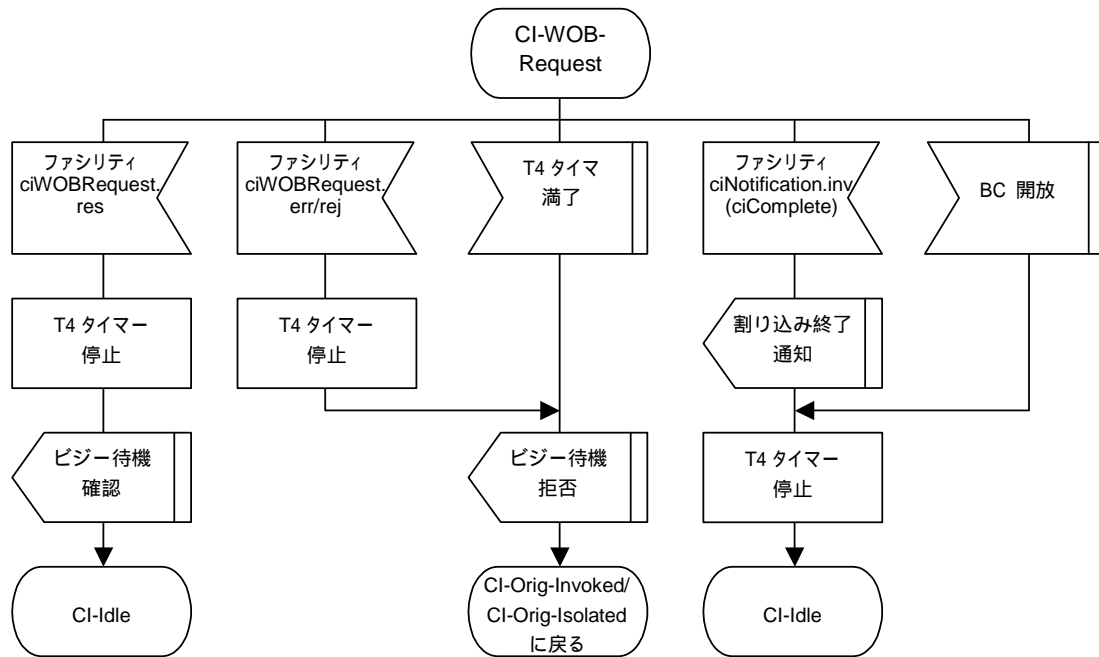 CI-WOB-
Request
ファシリティ
ciWOBRequest.
res
ファシリティ
ciWOBRequest.
err/rej
T4 タイマ
満了
ファシリティ
ciNotification.inv
(ciComplete)
BC 開放
T4 タイマー
停止
T4 タイマー
停止
割り込み終了
通知
ビジー待機
確認
ビジー待機
拒否
T4 タイマー
停止
CI-Idle
CI-Orig-Invoked/
CI-Orig-Isolated
に戻る
CI-Idle